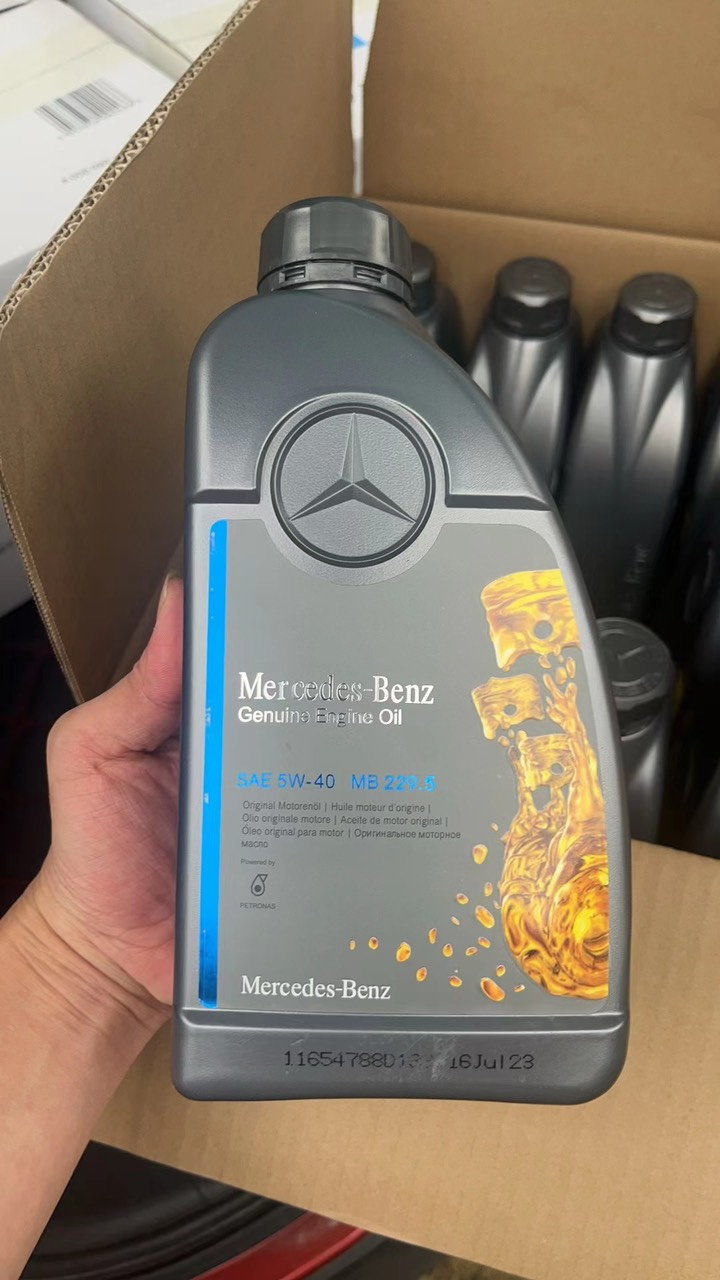 Mercedes-Benz
Genuine Engine Oil
SAE 5W-40 MB 229.5
Original Motorenöl | Huile moteur d'origine |
Olio originale motore | Aceite de motor original |
Óleo original para motor | Оригинальное моторное
масло
Powered by
PETRONAS
Mercedes-Benz
16Jul23